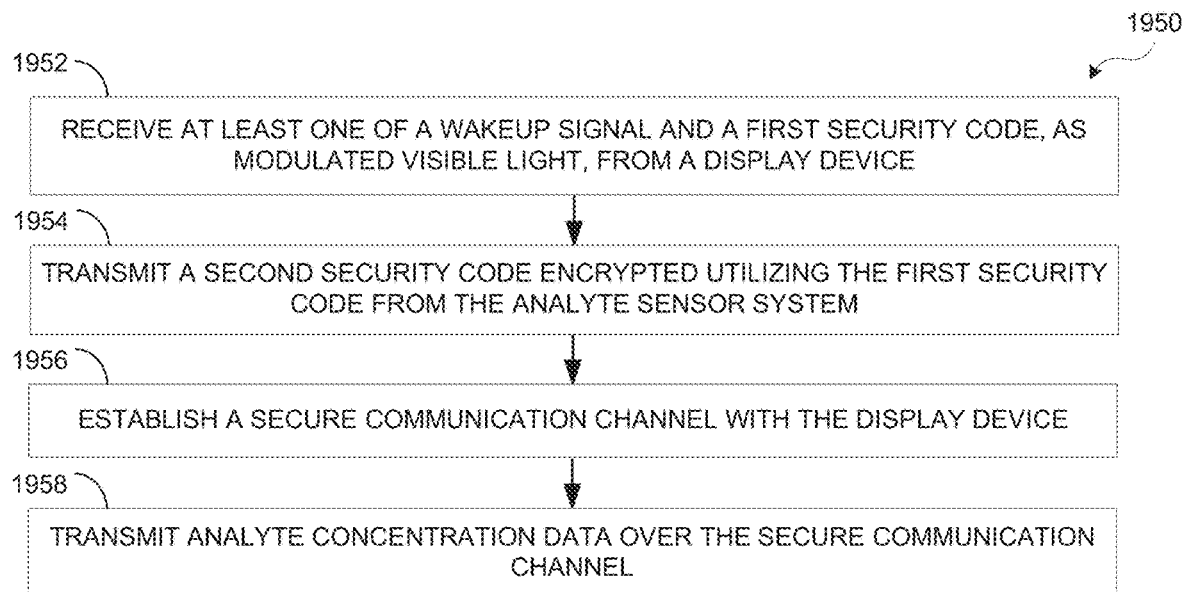 1950
1952
RECEIVE AT LEAST ONE OF A WAKEUP SIGNAL AND A FIRST SECURITY CODE, AS
MODULATED VISIBLE LIGHT, FROM A DISPLAY DEVICE
1954
TRANSMIT A SECOND SECURITY CODE ENCRYPTED UTILIZING THE FIRST SECURITY
CODE FROM THE ANALYTE SENSOR SYSTEM
1956
ESTABLISH A SECURE COMMUNICATION CHANNEL WITH THE DISPLAY DEVICE
1958
TRANSMIT ANALYTE CONCENTRATION DATA OVER THE SECURE COMMUNICATION
CHANNEL